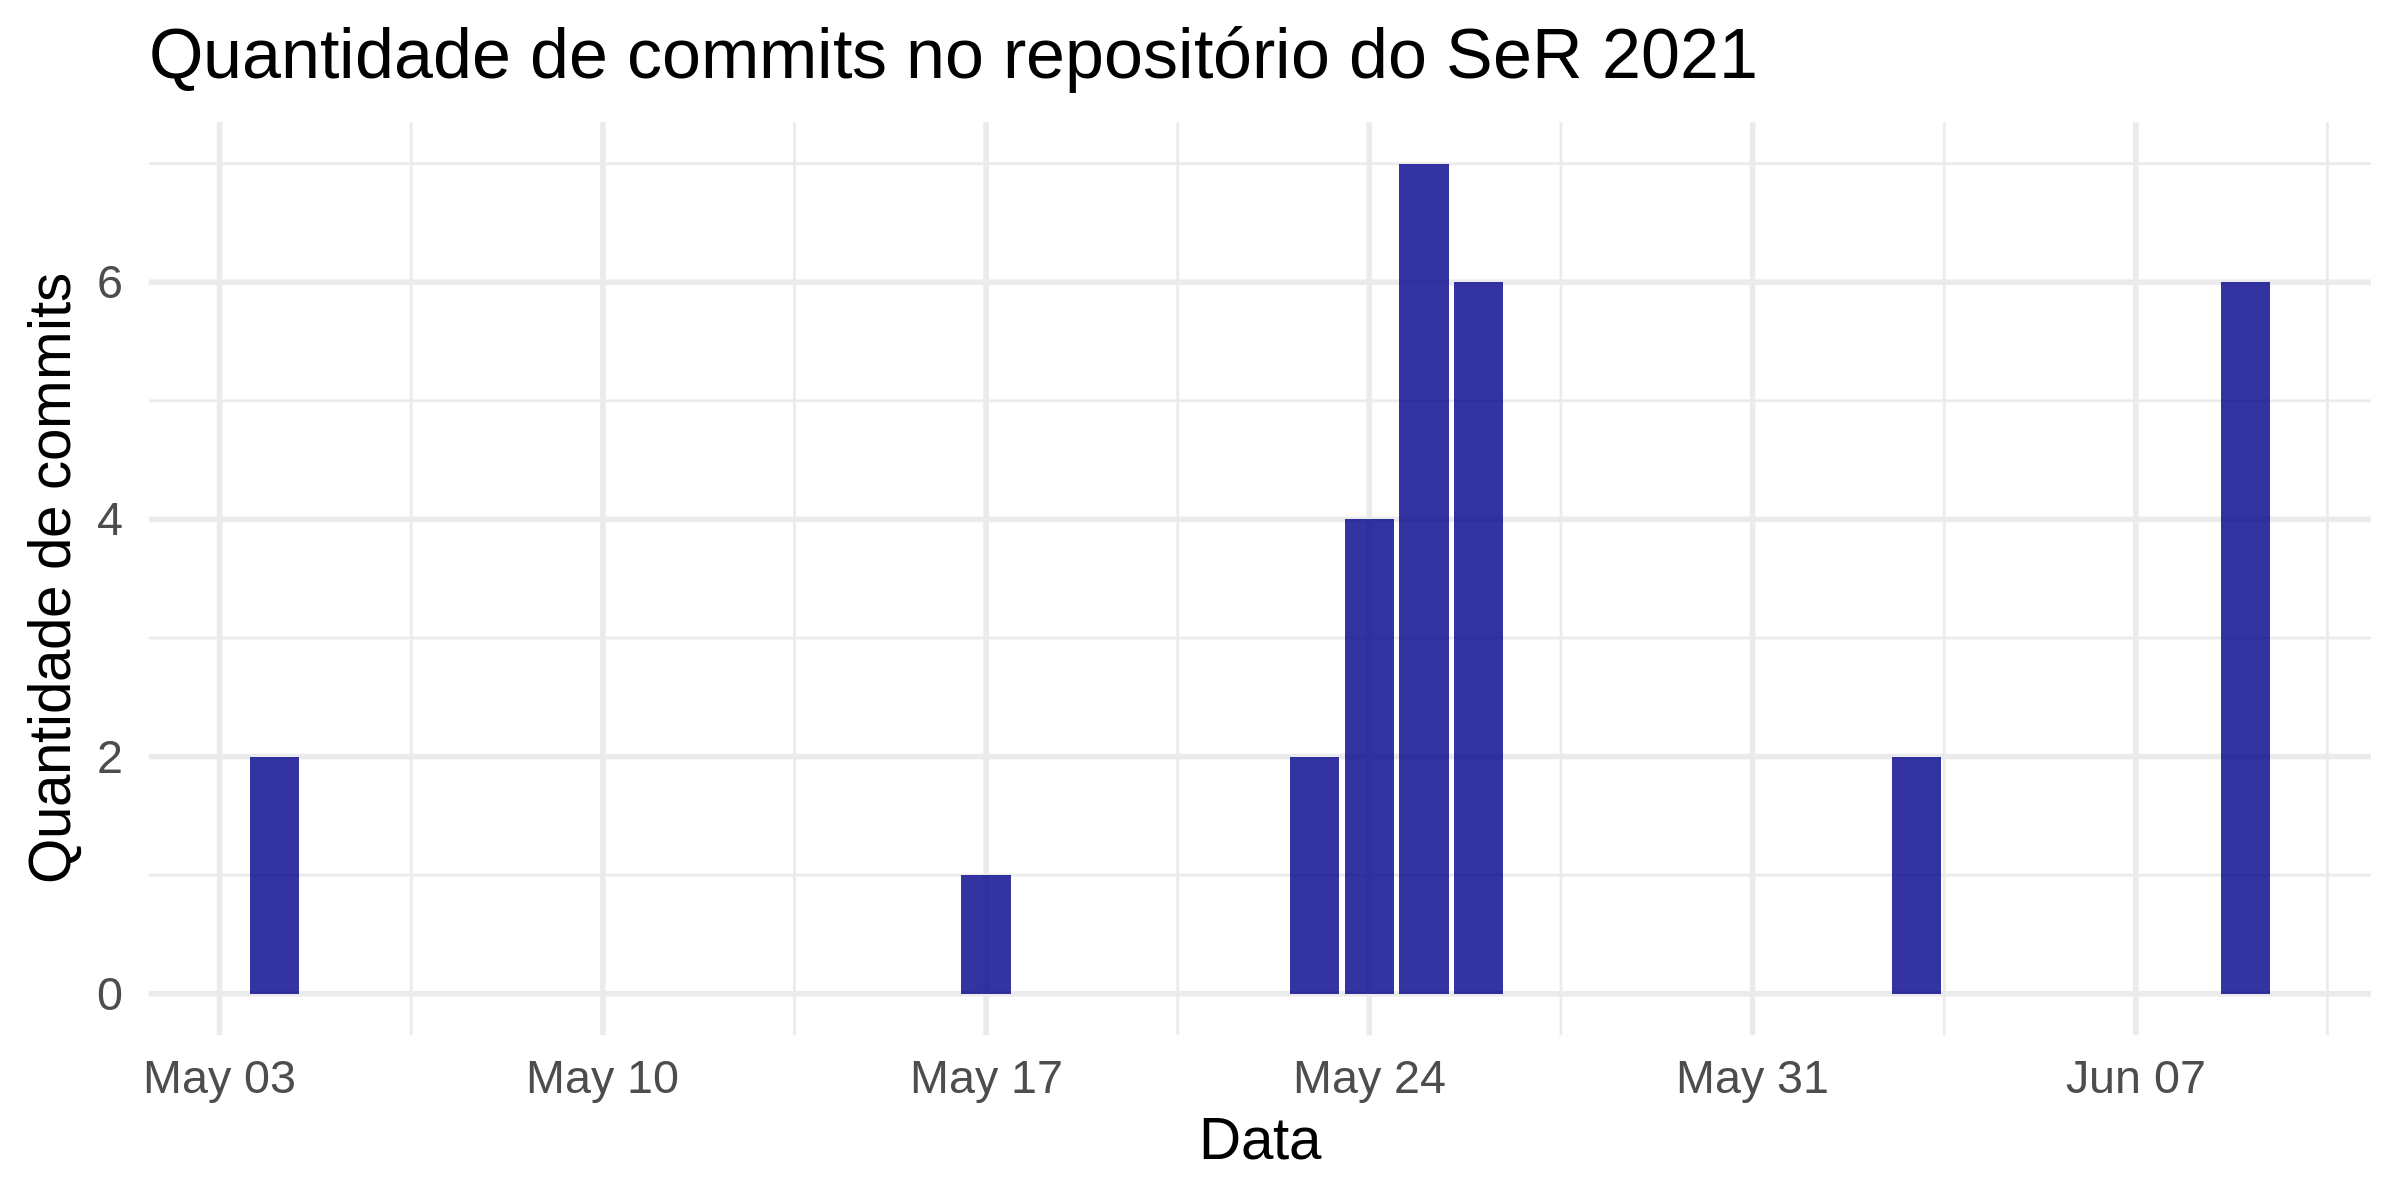 Quantidade de commits no repositório do SeR 2021
Quantidade de commits
6
4
2
0
May 03 May 10 May 17 May 24 May 31 Jun 07
Data